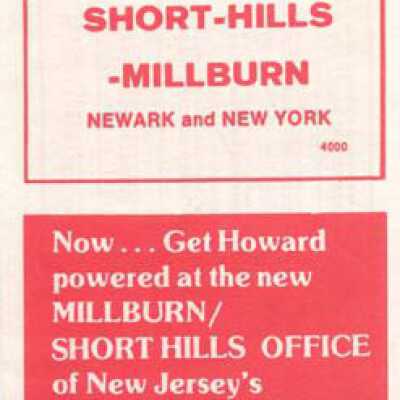 SHORT-HILLS
-MILLBURN
NEWARK and NEW YORK
4000
Now... Get Howard
powered at the new
MILLBURN/
SHORT HILLS OFFICE
of New Jersey's